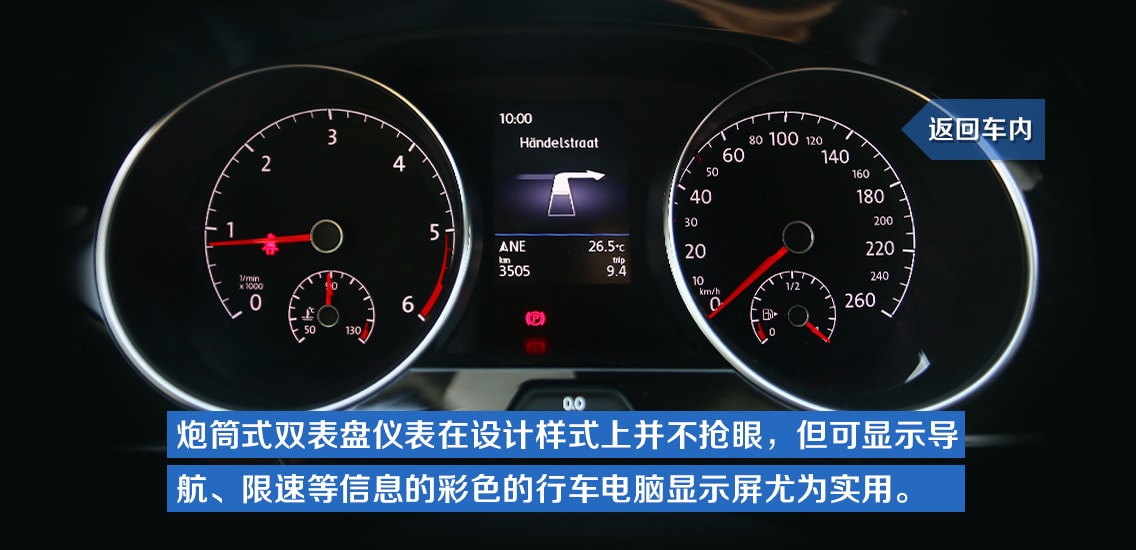 10:00
Händelstraat
ANE 26.5°C
km trip
3505 9.4
返回车内
1/min
x 1000
0 1 2 3 4 5 6
50 90 130
°C
km/h
0 10 20 30 40 50 60 80 100 120 140 160 180 200 220 240 260
0 1/2 1
P
0.0
炮筒式双表盘仪表在设计样式上并不抢眼，但可显示导
航、限速等信息的彩色的行车电脑显示屏尤为实用。